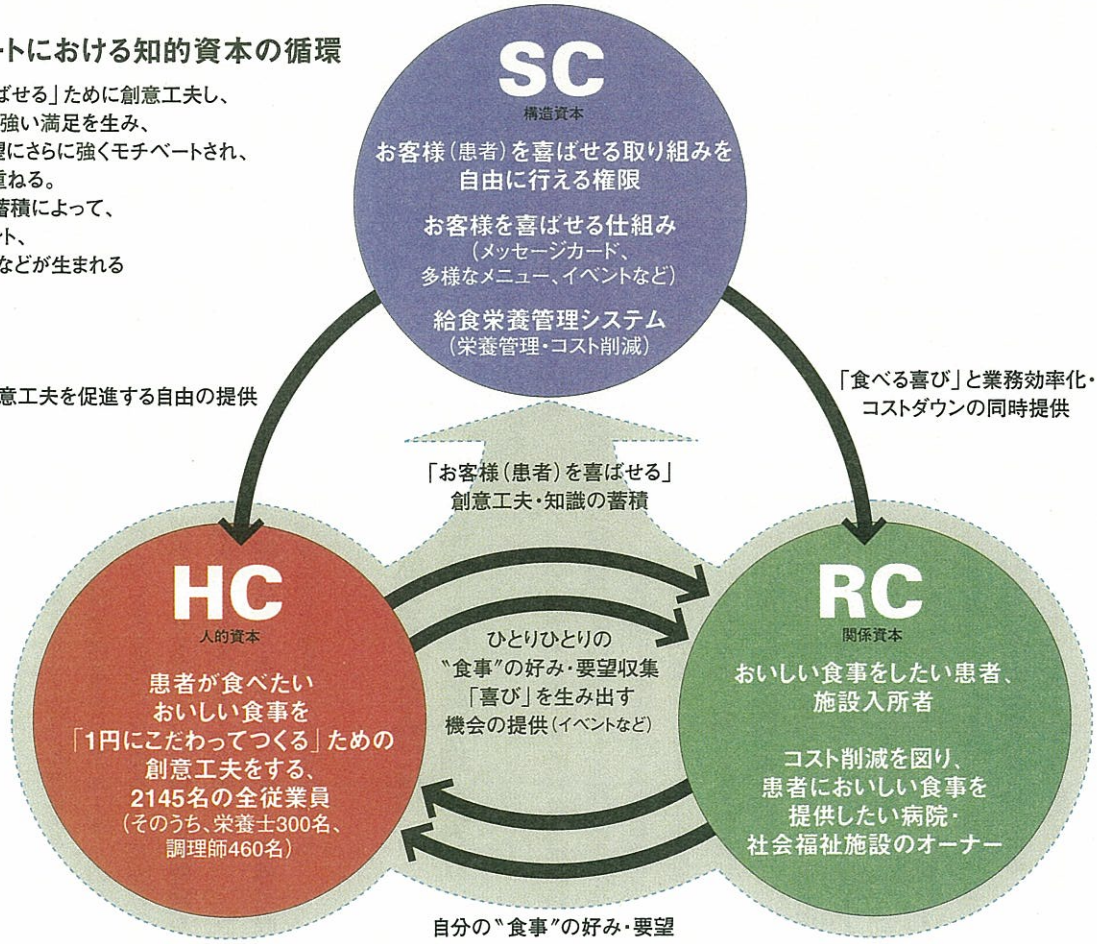 ートにおける知的資本の循環
ばせる」ために創意工夫し、
強い満足を生み、
望にさらに強くモチベートされ、
重ねる。
蓄積によって、
ント、
などが生まれる
SC
構造資本
お客様(患者)を喜ばせる取り組みを
自由に行える権限
お客様を喜ばせる仕組み
(メッセージカード、
多様なメニュー、イベントなど)
給食栄養管理システム
(栄養管理・コスト削減)
意工夫を促進する自由の提供
「食べる喜び」と業務効率化・
コストダウンの同時提供
「お客様(患者)を喜ばせる」
創意工夫・知識の蓄積
HC
人的資本
患者が食べたい
おいしい食事を
「1円にこだわってつくる」ための
創意工夫をする、
2145名の全従業員
(そのうち、栄養士300名、
調理師460名)
ひとりひとりの
〝食事〟の好み・要望収集
「喜び」を生み出す
機会の提供(イベントなど)
RC
関係資本
おいしい食事をしたい患者、
施設入所者
コスト削減を図り、
患者においしい食事を
提供したい病院・
社会福祉施設のオーナー
自分の〝食事〟の好み・要望